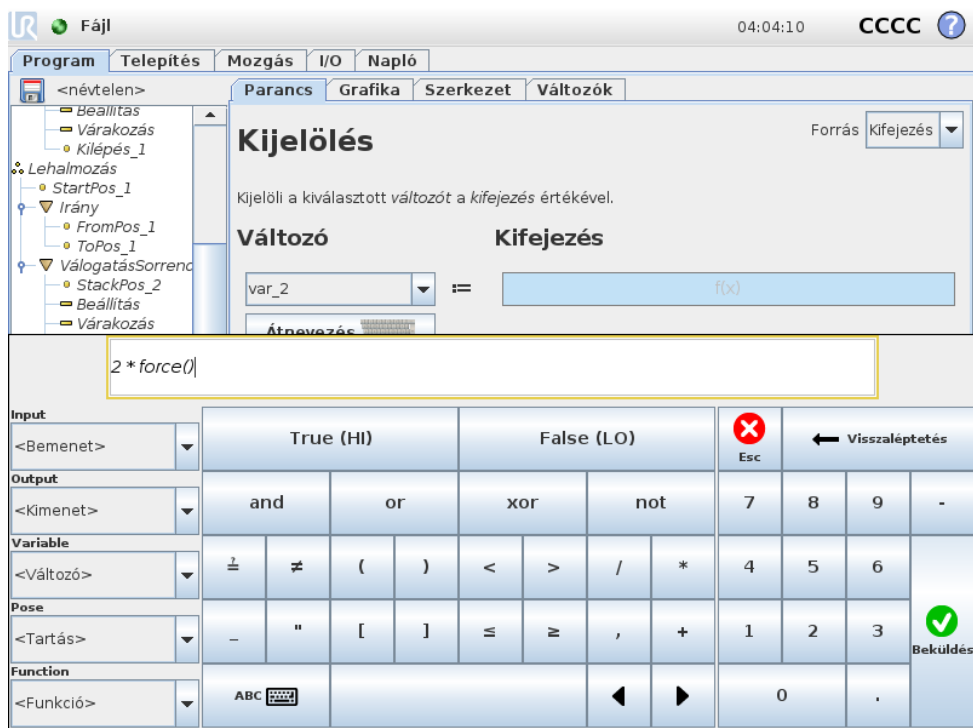 UR Fájl 04:04:10 CCCC ?
Program Telepítés Mozgás I/O Napló
<névtelen> Parancs Grafika Szerkezet Változók
Beállítás
Várakozás
Kilépés_1
Lehalmozás
StartPos_1
Irány
FromPos_1
ToPos_1
VálogatásSorrend
StackPos_2
Beállítás
Várakozás
Kijelölés
Forrás Kifejezés
Kijelöli a kiválasztott változót a kifejezés értékével.
Változó Kifejezés
var_2 := f(x)
Átnevezés
2 * force()
Input
<Bemenet>
Output
<Kimenet>
Variable
<Változó>
Pose
<Tartás>
Function
<Funkció>
True (HI) False (LO) Esc Visszaléptetés
and or xor not 7 8 9 -
≟ ≠ ( ) < > / * 4 5 6
_ " [ ] ≤ ≥ , + 1 2 3 Beküldés
ABC 0 .